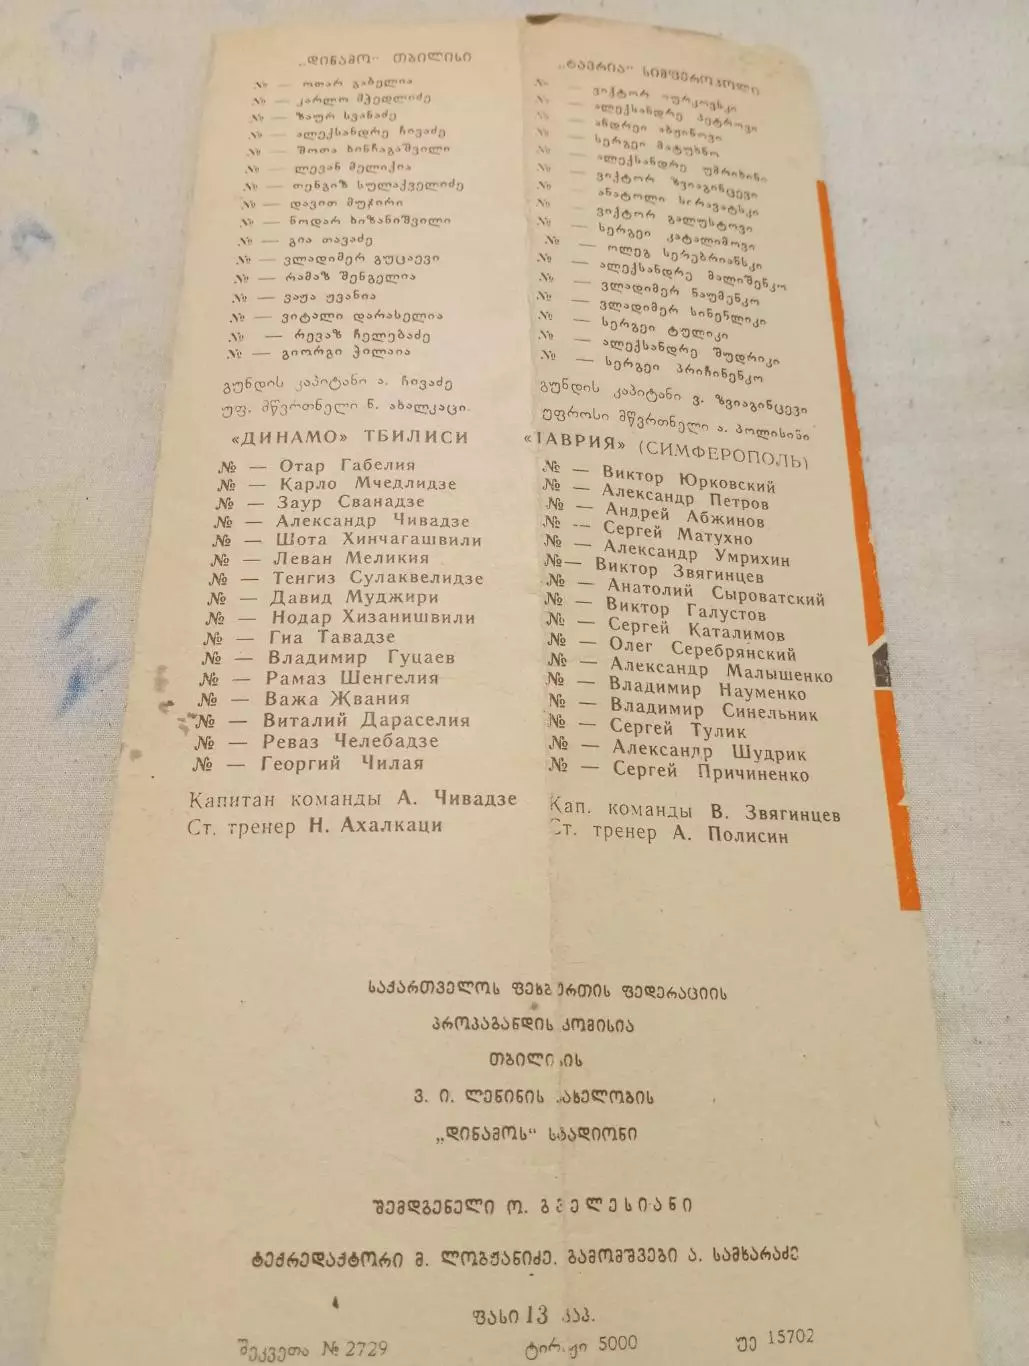 „ᲓᲘᲜᲐᲛᲝ“ ᲗᲑᲘᲚᲘᲡᲘ
№ — ოთარ გაბელია
№ — კარლო მჭედლიძე
№ — ზაურ სვანაძე
№ — ალექსანდრე ჩივაძე
№ — შოთა ხინჩაგაშვილი
№ — ლევან მელიქია
№ — თენგიზ სულაქველიძე
№ — დავით მუჯირი
№ — ნოდარ ხიზანიშვილი
№ — გია თავაძე
№ — ვლადიმერ გუცაევი
№ — რამაზ შენგელია
№ — ვაჟა ჟვანია
№ — ვიტალი დარასელია
№ — რევაზ ჩელებაძე
№ — გიორგი ჭილაია
გუნდის კაპიტანი ა. ჩივაძე
უფ. მწვრთნელი ნ. ახალკაცი.
„ᲢᲐᲕᲠᲘᲐ“ ᲡᲘᲛᲤᲔᲠᲝᲞᲝᲚᲘ
№ — ვიქტორ იურკოვსკი
№ — ალექსანდრე პეტროვი
№ — ანდრეი აბჟინოვი
№ — სერგეი მატუხნო
№ — ალექსანდრე უმრიხინი
№ — ვიქტორ ზვიაგინცევი
№ — ანატოლი სირავატსკი
№ — ვიქტორ გალუსტოვი
№ — სერგეი კატალიმოვი
№ — ოლეგ სერებრიანსკი
№ — ალექსანდრე მალიშენკო
№ — ვლადიმერ ნაუმენკო
№ — ვლადიმერ სინელნიკი
№ — სერგეი ტულიკი
№ — ალექსანდრე შუდრიკი
№ — სერგეი პრიჩინენკო
გუნდის კაპიტანი ვ. ზვიაგინცევი
უფროსი მწვრთნელი ა. პოლისინი
«ДИНАМО» ТБИЛИСИ
№ — Отар Габелия
№ — Карло Мчедлидзе
№ — Заур Сванадзе
№ — Александр Чивадзе
№ — Шота Хинчагашвили
№ — Леван Меликия
№ — Тенгиз Сулаквелидзе
№ — Давид Муджири
№ — Нодар Хизанишвили
№ — Гиа Тавадзе
№ — Владимир Гуцаев
№ — Рамаз Шенгелия
№ — Важа Жвания
№ — Виталий Дараселия
№ — Реваз Челебадзе
№ — Георгий Чилая
Капитан команды А. Чивадзе
Ст. тренер Н. Ахалкаци
«ТАВРИЯ» (СИМФЕРОПОЛЬ)
№ — Виктор Юрковский
№ — Александр Петров
№ — Андрей Абжинов
№ — Сергей Матухно
№ — Александр Умрихин
№ — Виктор Звягинцев
№ — Анатолий Сыроватский
№ — Виктор Галустов
№ — Сергей Каталимов
№ — Олег Серебрянский
№ — Александр Малышенко
№ — Владимир Науменко
№ — Владимир Синельник
№ — Сергей Тулик
№ — Александр Шудрик
№ — Сергей Причиненко
Кап. команды В. Звягинцев
Ст. тренер А. Полисин
ᲡᲐᲥᲐᲠᲗᲕᲔᲚᲝᲡ ᲤᲔᲮᲑᲣᲠᲗᲘᲡ ᲤᲔᲓᲔᲠᲐᲪᲘᲘᲡ
ᲞᲠᲝᲞᲐᲒᲐᲜᲓᲘᲡ ᲙᲝᲛᲘᲡᲘᲐ
ᲗᲑᲘᲚᲘᲡᲘᲡ
Ვ. Ი. ᲚᲔᲜᲘᲜᲘᲡ ᲡᲐᲮᲔᲚᲝᲑᲘᲡ
„ᲓᲘᲜᲐᲛᲝᲡ“ ᲡᲢᲐᲓᲘᲝᲜᲘ
ᲨᲔᲛᲓᲒᲔᲜᲔᲚᲘ Ო. ᲒᲕᲔᲚᲔᲡᲘᲐᲜᲘ
ᲢᲔᲥᲠᲔᲓᲐᲥᲢᲝᲠᲘ Მ. ᲚᲝᲑᲟᲐᲜᲘᲫᲔ. ᲒᲐᲛᲝᲛᲨᲕᲔᲑᲘ Ა. ᲡᲐᲛᲮᲐᲠᲐᲫᲔ
ᲤᲐᲡᲘ 13 ᲙᲐᲞ.
შეკვეთა № 2729 ტირაჟი 5000 უე 15702